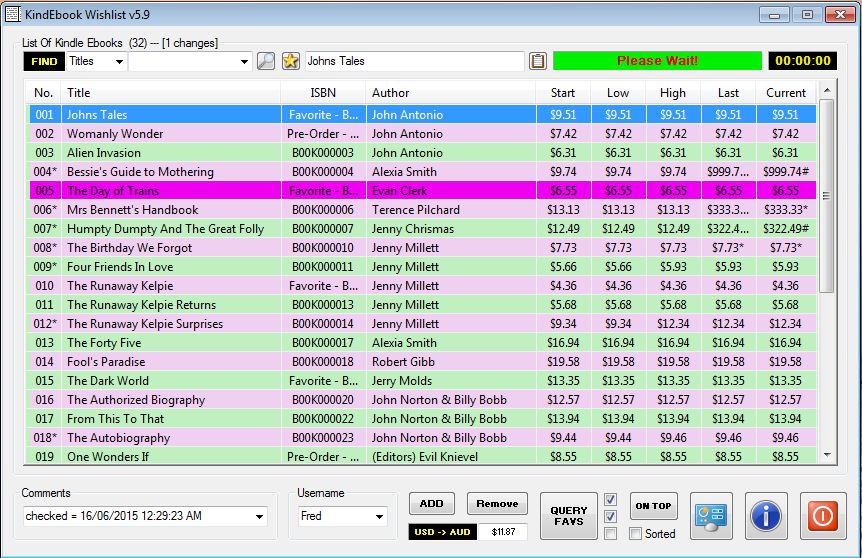 KindEbook Wishlist v5.9
List Of Kindle Ebooks (32) --- [1 changes]
FIND Titles Johns Tales Please Wait! 00:00:00
No. Title ISBN Author Start Low High Last Current
001 Johns Tales Favorite - B... John Antonio $9.51 $9.51 $9.51 $9.51 $9.51
002 Womanly Wonder Pre-Order - ... John Antonio $7.42 $7.42 $7.42 $7.42 $7.42
003 Alien Invasion B00K000003 John Antonio $6.31 $6.31 $6.31 $6.31 $6.31
004* Bessie's Guide to Mothering B00K000004 Alexia Smith $9.74 $9.74 $9.74 $999.7... $999.74#
005 The Day of Trains Favorite - B... Evan Clerk $6.55 $6.55 $6.55 $6.55 $6.55
006* Mrs Bennett's Handbook B00K000006 Terence Pilchard $13.13 $13.13 $13.13 $333.3... $333.33*
007* Humpty Dumpty And The Great Folly B00K000007 Jenny Chrismas $12.49 $12.49 $12.49 $322.4... $322.49#
008* The Birthday We Forgot B00K000010 Jenny Millett $7.73 $7.73 $7.73 $7.73* $7.73*
009* Four Friends In Love B00K000011 Jenny Millett $5.66 $5.66 $5.93 $5.93 $5.93
010 The Runaway Kelpie Favorite - B... Jenny Millett $4.36 $4.36 $4.36 $4.36 $4.36
011 The Runaway Kelpie Returns B00K000013 Jenny Millett $5.68 $5.68 $5.68 $5.68 $5.68
012* The Runaway Kelpie Surprises B00K000014 Jenny Millett $9.34 $9.34 $12.34 $12.34 $12.34
013 The Forty Five B00K000017 Alexia Smith $16.94 $16.94 $16.94 $16.94 $16.94
014 Fool's Paradise B00K000018 Robert Gibb $19.58 $19.58 $19.58 $19.58 $19.58
015 The Dark World Favorite - B... Jerry Molds $13.35 $13.35 $13.35 $13.35 $13.35
016 The Authorized Biography B00K000020 John Norton & Billy Bobb $12.57 $12.57 $12.57 $12.57 $12.57
017 From This To That B00K000022 John Norton & Billy Bobb $13.94 $13.94 $13.94 $13.94 $13.94
018* The Autobiography B00K000023 John Norton & Billy Bobb $9.44 $9.44 $9.46 $9.46 $9.46
019 One Wonders If Pre-Order - ... (Editors) Evil Knievel $8.55 $8.55 $8.55 $8.55 $8.55
Comments
checked = 16/06/2015 12:29:23 AM
Username
Fred
ADD Remove
USD -> AUD $11.87
QUERY
FAVS
ON TOP
Sorted